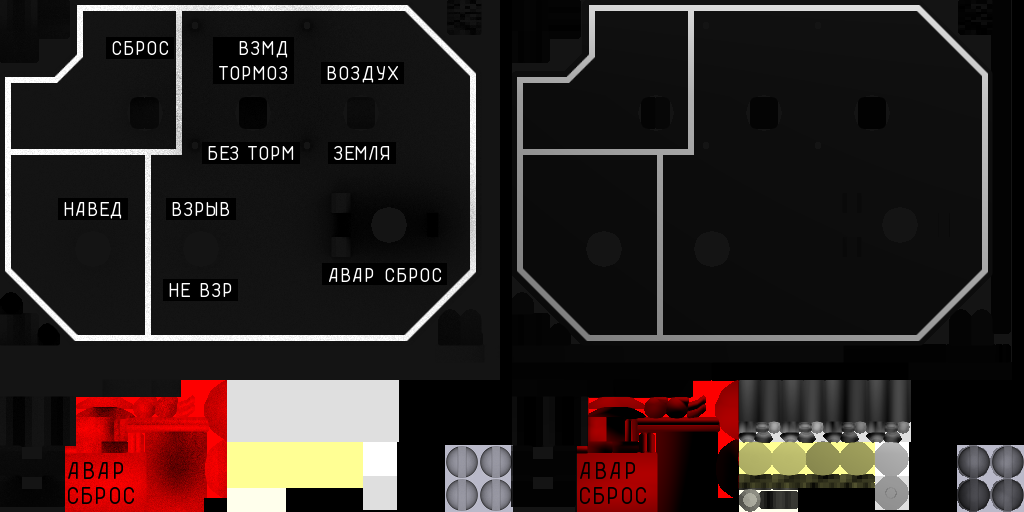 СБРОС
ВЗМД
ТОРМОЗ
ВОЗДУХ
БЕЗ ТОРМ
ЗЕМЛЯ
НАВЕД
ВЗРЫВ
АВАР СБРОС
НЕ ВЗР
АВАР
СБРОС
АВАР
СБРОС